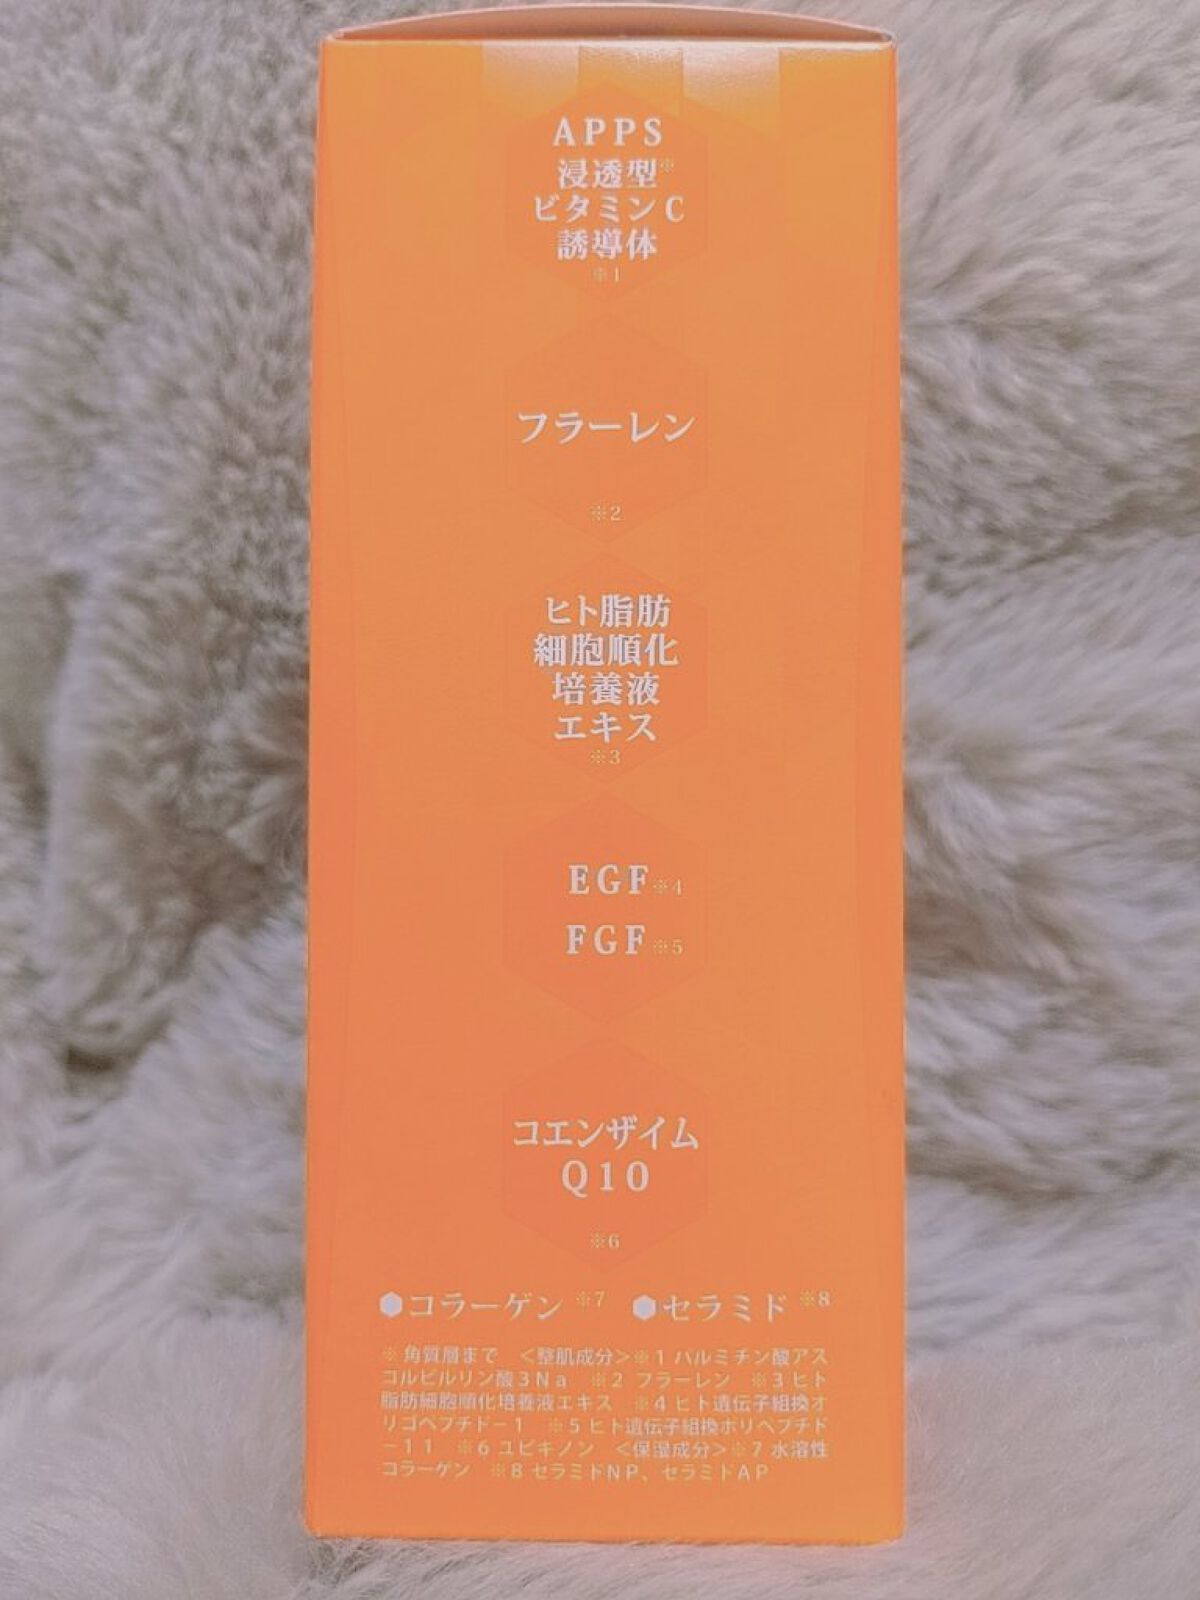 APPS
浸透型※
ビタミンC
誘導体
※1
フラーレン
※2
ヒト脂肪
細胞順化
培養液
エキス
※3
EGF※4
FGF※5
コエンザイム
Q10
※6
コラーゲン※7 セラミド※8
※角質層まで <整肌成分>※1 パルミチン酸アス
コルビルリン酸3Na ※2 フラーレン ※3 ヒト
脂肪細胞順化培養液エキス ※4 ヒト遺伝子組換オ
リゴペプチド－1 ※5 ヒト遺伝子組換ポリペプチド
－11 ※6 ユビキノン <保湿成分>※7 水溶性
コラーゲン ※8 セラミドNP、セラミドAP